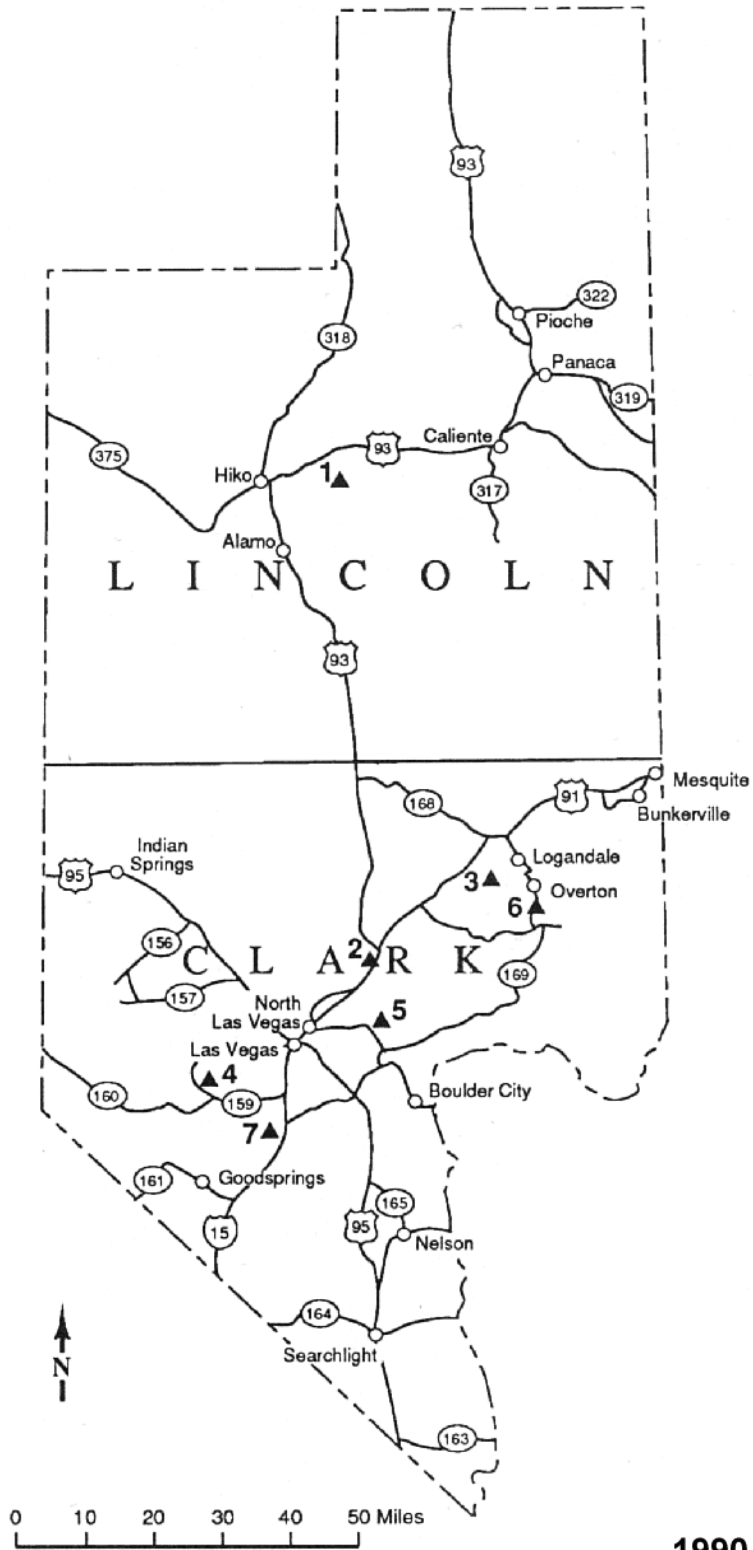 93
322
Pioche
318
Panaca
319
Caliente
93
375
Hiko
1
317
Alamo
L I N C O L N
93
Mesquite
91
168
Bunkerville
Indian
Springs
95
Logandale
3
Overton
6
156
C L A R K
2
169
157
North
Las Vegas
5
Las Vegas
4
160
159
Boulder City
7
161
Goodsprings
165
15
95
Nelson
164
N
Searchlight
163
0 10 20 30 40 50 Miles
1990